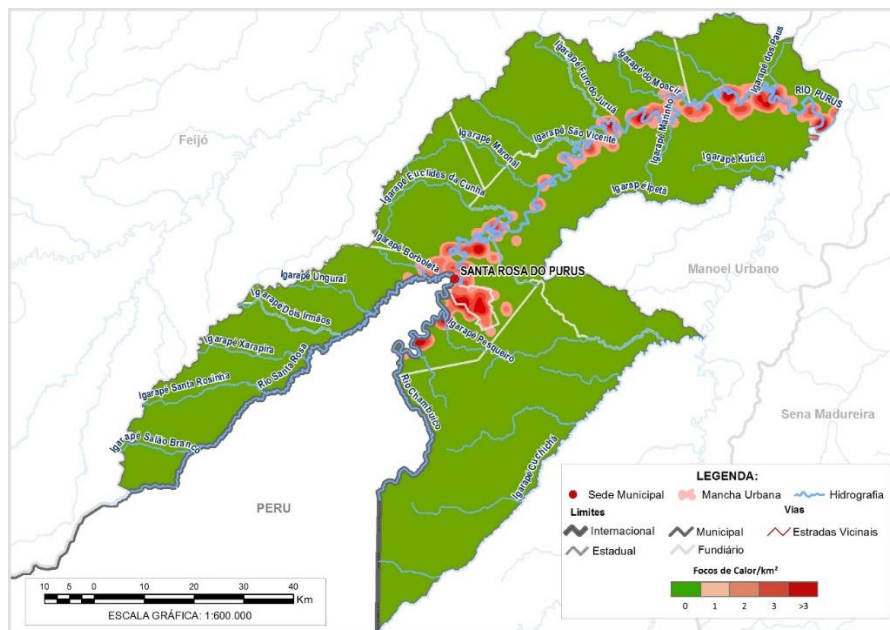 Igarapé dos Paus
Igarapé do Moacir
Igarapé Furo do Juruá
RIO PURUS
Feijó
Igarapé Marinho
Igarapé São Vicente
Igarapé Maronal
Igarapé Kuticá
Igarapé Euclides da Cunha
Igarapé Ipetá
Igarapé Borboleta
SANTA ROSA DO PURUS
Manoel Urbano
Igarapé Ungural
Igarapé Dois Irmãos
Igarapé Pesqueiro
Igarapé Xarapira
Rio Santa Rosa
Igarapé Santa Rosinha
Rio Chambuico
Sena Madureira
Igarapé Salão Branco
Igarapé Cuchichá
PERU
LEGENDA:
Sede Municipal Mancha Urbana Hidrografia
Limites Vias
Internacional Municipal Estradas Vicinais
Estadual Fundiário
Focos de Calor/km²
0 1 2 3 >3
10 5 0 10 20 30 40
Km
ESCALA GRÁFICA: 1:600.000